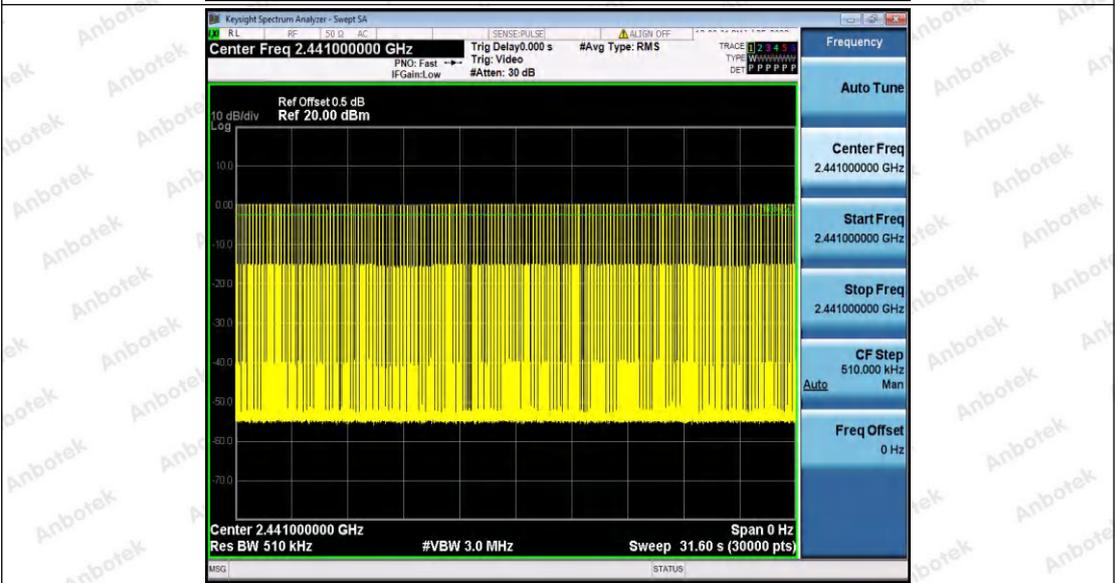 Keysight Spectrum Analyzer - Swept SA
RL RF 50 Ω AC SENSE:PULSE ALIGN OFF
Center Freq 2.441000000 GHz
PNO: Fast
IFGain:Low
Trig Delay0.000 s
Trig: Video
#Atten: 30 dB
#Avg Type: RMS
TRACE 1 2 3 4 5 6
TYPE W
DET P P P P P P
Frequency
Auto Tune
Center Freq
2.441000000 GHz
Start Freq
2.441000000 GHz
Stop Freq
2.441000000 GHz
CF Step
510.000 kHz
Auto Man
Freq Offset
0 Hz
10 dB/div
Log
Ref Offset 0.5 dB
Ref 20.00 dBm
10.0
0.00
-10.0
-20.0
-30.0
-40.0
-50.0
-60.0
-70.0
Center 2.441000000 GHz
Span 0 Hz
Res BW 510 kHz
#VBW 3.0 MHz
Sweep 31.60 s (30000 pts)
MSG
STATUS
Anbotek